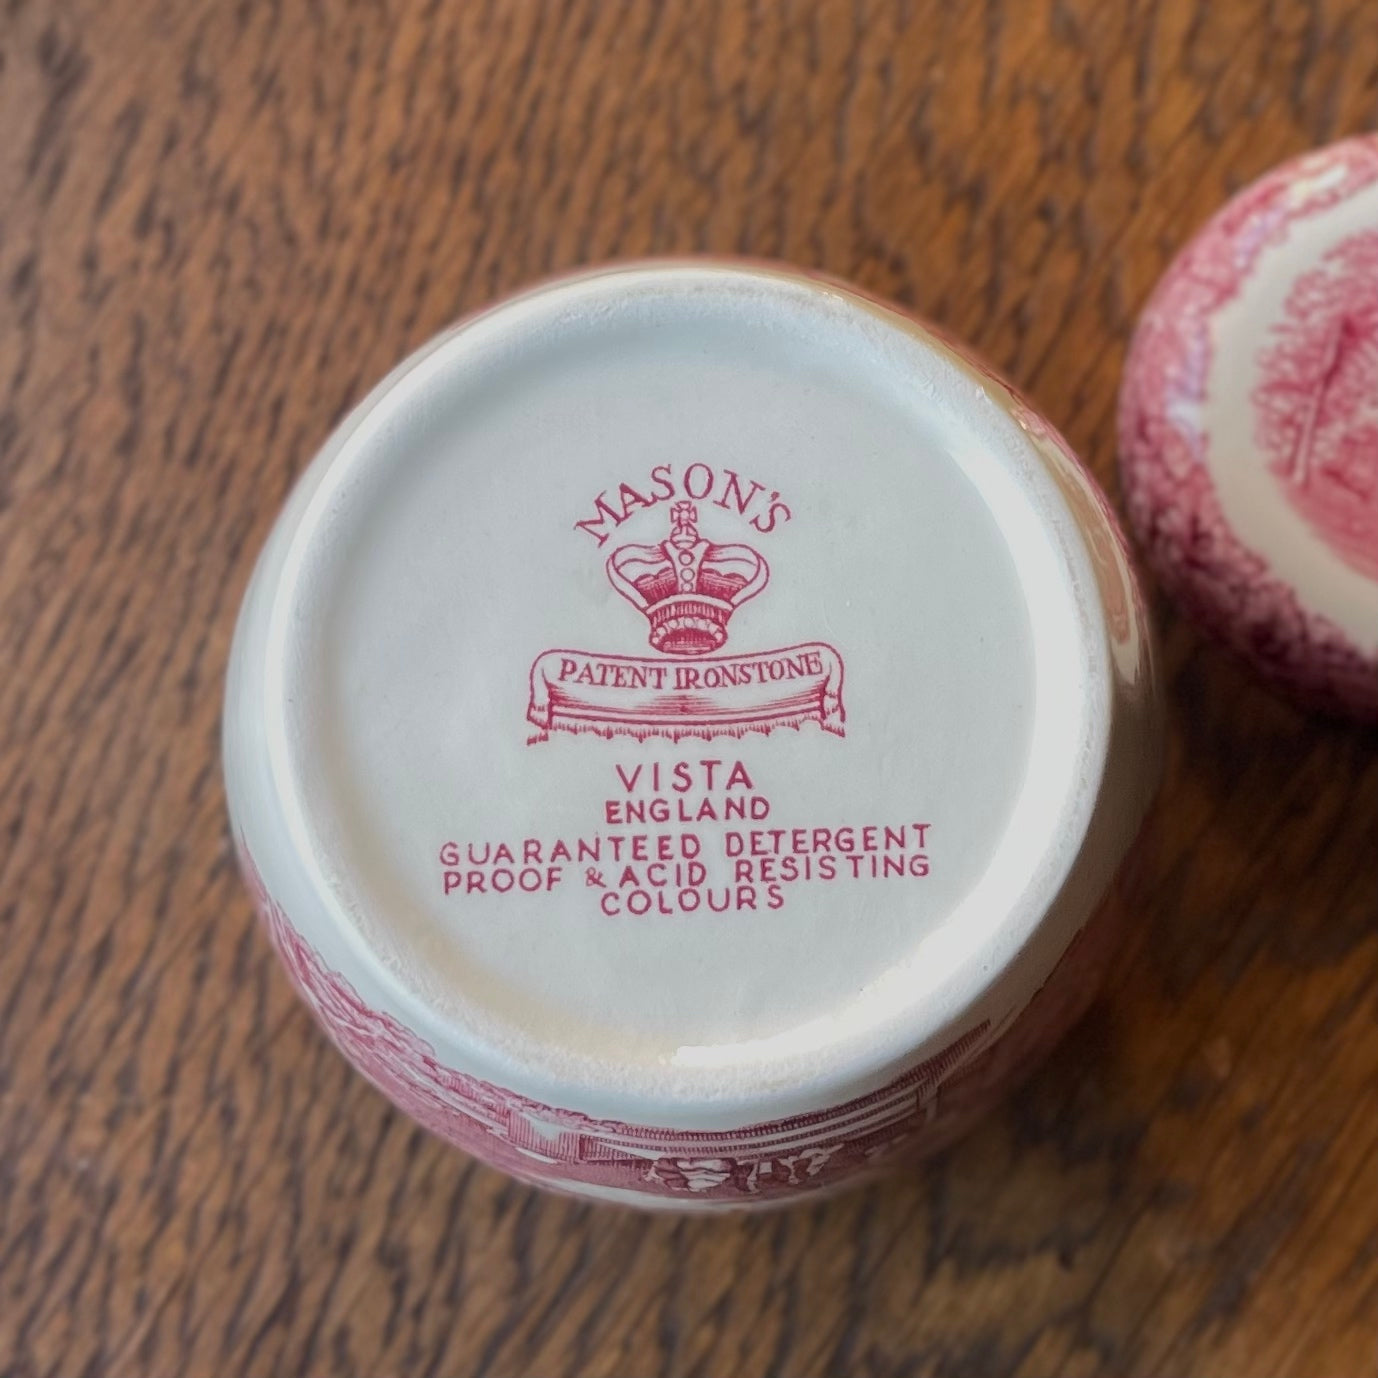 MASON'S
PATENT IRONSTONE
VISTA
ENGLAND
GUARANTEED DETERGENT
PROOF & ACID RESISTING
COLOURS